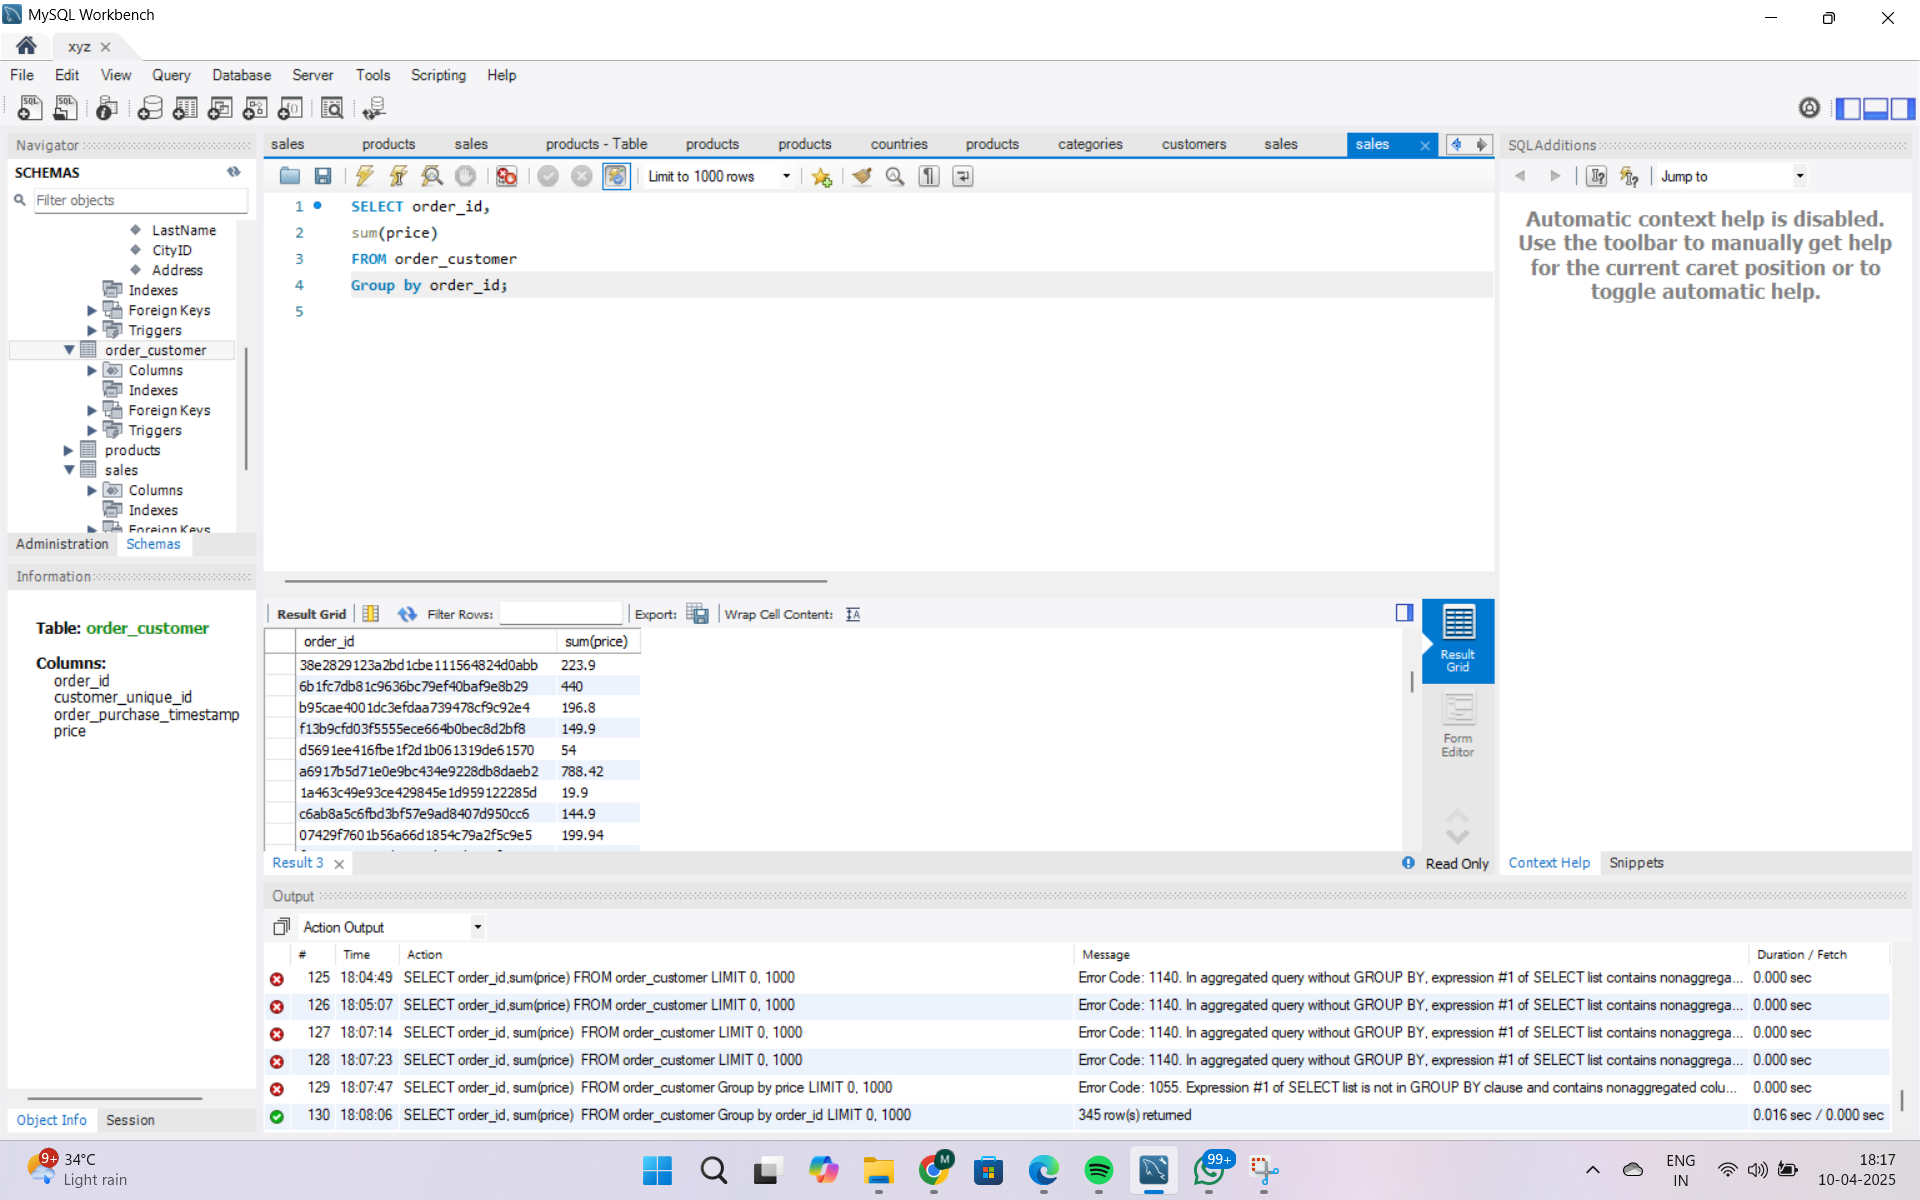 MySQL Workbench
xyz
File Edit View Query Database Server Tools Scripting Help
Navigator
SCHEMAS
Filter objects
LastName
CityID
Address
Indexes
Foreign Keys
Triggers
order_customer
Columns
Indexes
Foreign Keys
Triggers
products
sales
Columns
Indexes
Foreign Keys
Administration Schemas
Information
Table: order_customer
Columns:
order_id
customer_unique_id
order_purchase_timestamp
price
Object Info Session
sales products sales products - Table products products countries products categories customers sales sales
Limit to 1000 rows
1 SELECT order_id,
2 sum(price)
3 FROM order_customer
4 Group by order_id;
5
Result Grid Filter Rows: Export: Wrap Cell Content:
order_id sum(price)
38e2829123a2bd1cbe111564824d0abb 223.9
6b1fc7db81c9636bc79ef40baf9e8b29 440
b95cae4001dc3efdaa739478cf9c92e4 196.8
f13b9cfd03f5555ece664b0bec8d2bf8 149.9
d5691ee416fbe1f2d1b061319de61570 54
a6917b5d71e0e9bc434e9228db8daeb2 788.42
1a463c49e93ce429845e1d959122285d 19.9
c6ab8a5c6fbd3bf57e9ad8407d950cc6 144.9
07429f7601b56a66d1854c79a2f5c9e5 199.94
Result Grid
Form Editor
Result 3
Read Only
SQLAdditions
Jump to
Automatic context help is disabled.
Use the toolbar to manually get help
for the current caret position or to
toggle automatic help.
Context Help Snippets
Output
Action Output
# Time Action Message Duration / Fetch
125 18:04:49 SELECT order_id,sum(price) FROM order_customer LIMIT 0, 1000 Error Code: 1140. In aggregated query without GROUP BY, expression #1 of SELECT list contains nonaggrega... 0.000 sec
126 18:05:07 SELECT order_id,sum(price) FROM order_customer LIMIT 0, 1000 Error Code: 1140. In aggregated query without GROUP BY, expression #1 of SELECT list contains nonaggrega... 0.000 sec
127 18:07:14 SELECT order_id, sum(price) FROM order_customer LIMIT 0, 1000 Error Code: 1140. In aggregated query without GROUP BY, expression #1 of SELECT list contains nonaggrega... 0.000 sec
128 18:07:23 SELECT order_id, sum(price) FROM order_customer LIMIT 0, 1000 Error Code: 1140. In aggregated query without GROUP BY, expression #1 of SELECT list contains nonaggrega... 0.000 sec
129 18:07:47 SELECT order_id, sum(price) FROM order_customer Group by price LIMIT 0, 1000 Error Code: 1055. Expression #1 of SELECT list is not in GROUP BY clause and contains nonaggregated colu... 0.000 sec
130 18:08:06 SELECT order_id, sum(price) FROM order_customer Group by order_id LIMIT 0, 1000 345 row(s) returned 0.016 sec / 0.000 sec
9+
34°C
Light rain
M
99+
ENG
IN
18:17
10-04-2025